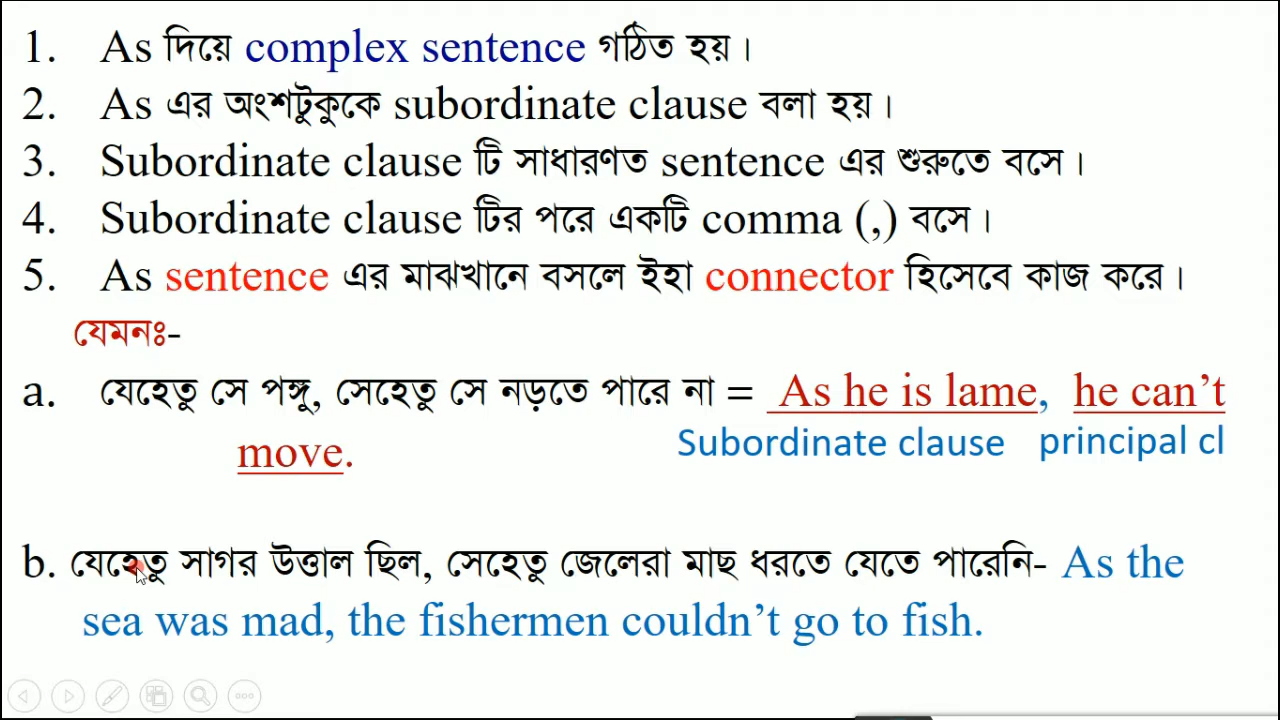 1. As দিয়ে complex sentence গঠিত হয়।
2. As এর অংশটুকুকে subordinate clause বলা হয়।
3. Subordinate clause টি সাধারণত sentence এর শুরুতে বসে।
4. Subordinate clause টির পরে একটি comma (,) বসে।
5. As sentence এর মাঝখানে বসলে ইহা connector হিসেবে কাজ করে।
যেমনঃ-
a. যেহেতু সে পঙ্গু, সেহেতু সে নড়তে পারে না = As he is lame, he can’t
move.
Subordinate clause principal cl
b. যেহেতু সাগর উত্তাল ছিল, সেহেতু জেলেরা মাছ ধরতে যেতে পারেনি- As the
sea was mad, the fishermen couldn’t go to fish.